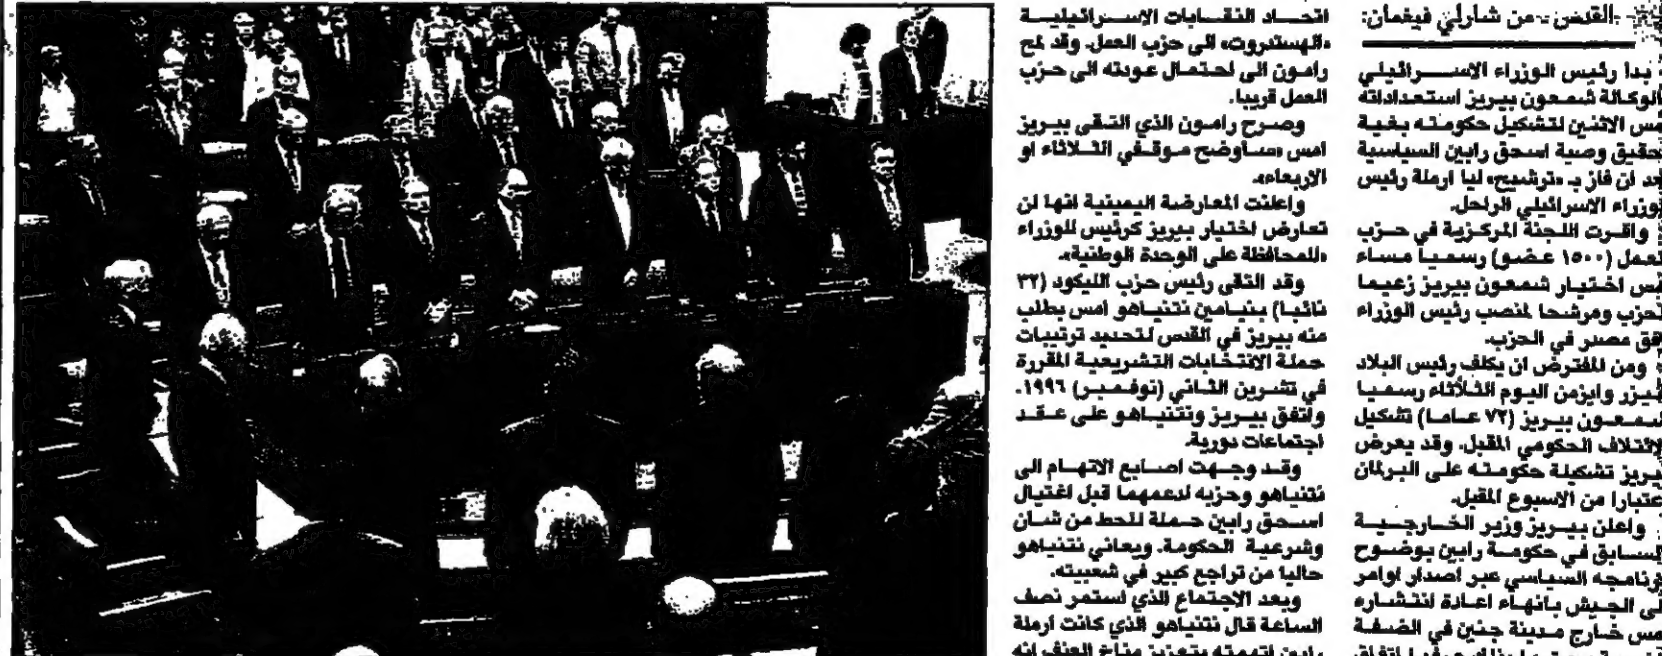 القدس - من شارلي فيغمان:
بدا رئيس الوزراء الاسرائيلي
بالوكالة شمعون بيريز استعداداته
امس الاثنين لتشكيل حكومته بغية
تحقيق وصية اسحق رابين السياسية
بعد ان فاز بـ «ترشيح» ليا ارملة رئيس
الوزراء الاسرائيلي الراحل.
واقرت اللجنة المركزية في حزب
العمل (١٥٠٠ عضو) رسميا مساء
امس اختيار شمعون بيريز زعيما
للحزب ومرشحا لمنصب رئيس الوزراء
وفق مصدر في الحزب.
ومن المفترض ان يكلف رئيس البلاد
عيزر وايزمن اليوم الثلاثاء رسميا
شمعون بيريز (٧٢ عاما) تشكيل
الائتلاف الحكومي المقبل. وقد يعرض
بيريز تشكيلة حكومته على البرلمان
اعتبارا من الاسبوع المقبل.
واعلن بيريز وزير الخارجية
السابق في حكومة رابين بوضوح
برنامجه السياسي عبر اصدار اوامر
الى الجيش بانهاء اعادة انتشاره
امس خارج مدينة جنين في الضفة
اتفاق
اتحاد النقابات الاسرائيلية
«الهستدروت» الى حزب العمل. وقد لمح
رامون الى احتمال عودته الى حزب
العمل قريبا.
وصرح رامون الذي التقى بيريز
امس «ساوضح موقفي الثلاثاء او
الاربعاء».
واعلنت المعارضة اليمينية انها لن
تعارض اختيار بيريز كرئيس للوزراء
«للمحافظة على الوحدة الوطنية».
وقد التقى رئيس حزب الليكود (٣٢
نائبا) بنيامين نتنياهو امس بطلب
منه بيريز في القدس لتحديد ترتيبات
حملة الانتخابات التشريعية المقررة
في تشرين الثاني (نوفمبر) ١٩٩٦.
واتفق بيريز ونتنياهو على عقد
اجتماعات دورية.
وقد وجهت اصابع الاتهام الى
نتنياهو وحزبه لدعمهما قبل اغتيال
اسحق رابين حملة للحط من شان
وشرعية الحكومة. ويعاني نتنياهو
حاليا من تراجع كبير في شعبيته.
وبعد الاجتماع الذي استمر نصف
الساعة قال نتنياهو الذي كانت ارملة
رابين اتهمته بتعزيز مناخ العنف انه